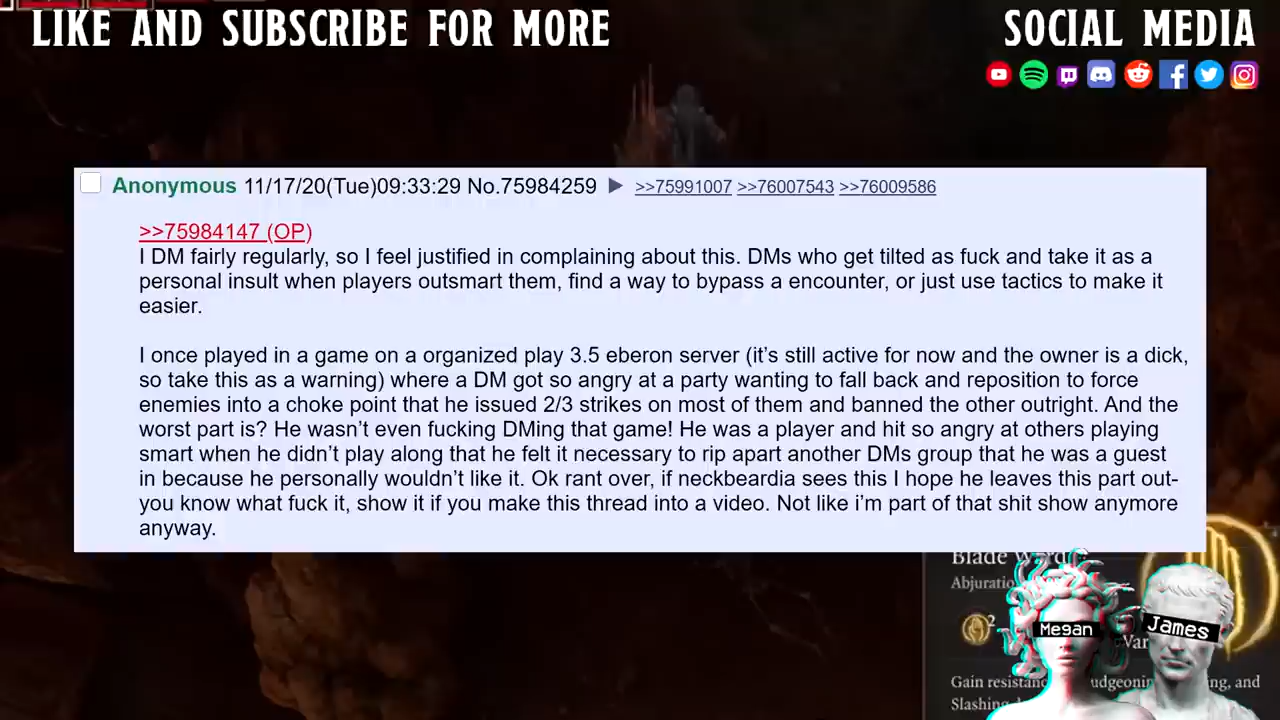 LIKE AND SUBSCRIBE FOR MORE
SOCIAL MEDIA
Anonymous 11/17/20(Tue)09:33:29 No.75984259 ▶ >>75991007 >>76007543 >>76009586
>>75984147 (OP)
I DM fairly regularly, so I feel justified in complaining about this. DMs who get tilted as fuck and take it as a
personal insult when players outsmart them, find a way to bypass a encounter, or just use tactics to make it
easier.
I once played in a game on a organized play 3.5 eberon server (it's still active for now and the owner is a dick,
so take this as a warning) where a DM got so angry at a party wanting to fall back and reposition to force
enemies into a choke point that he issued 2/3 strikes on most of them and banned the other outright. And the
worst part is? He wasn't even fucking DMing that game! He was a player and hit so angry at others playing
smart when he didn't play along that he felt it necessary to rip apart another DMs group that he was a guest
in because he personally wouldn't like it. Ok rant over, if neckbeardia sees this I hope he leaves this part out-
you know what fuck it, show it if you make this thread into a video. Not like i'm part of that shit show anymore
anyway.
Blade Ward
Abjuratio
2
Megan
James
War
Gain resistanc udgeonin ng, and
Slashing